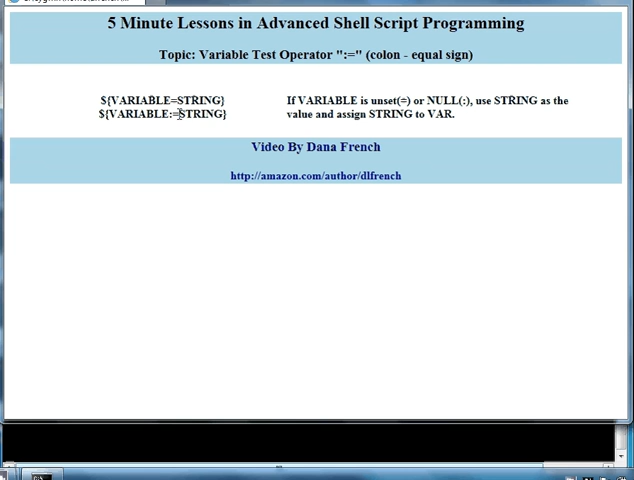 5 Minute Lessons in Advanced Shell Script Programming
Topic: Variable Test Operator ":=" (colon - equal sign)
${VARIABLE=STRING} If VARIABLE is unset(=) or NULL(:), use STRING as the
${VARIABLE:=STRING} value and assign STRING to VAR.
Video By Dana French
http://amazon.com/author/dlfrench